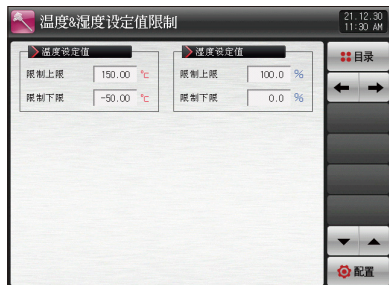 温度&湿度设定值限制
21.12.30
11:30 AM
温度设定值
限制上限 150.00 ℃
限制下限 -50.00 ℃
湿度设定值
限制上限 100.0 %
限制下限 0.0 %
目录
配置